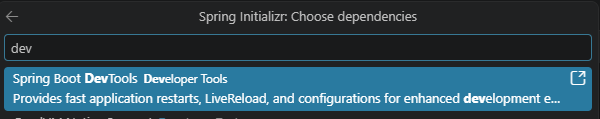 Spring Initializr: Choose dependencies
dev
Spring Boot DevTools Developer Tools
Provides fast application restarts, LiveReload, and configurations for enhanced development e...